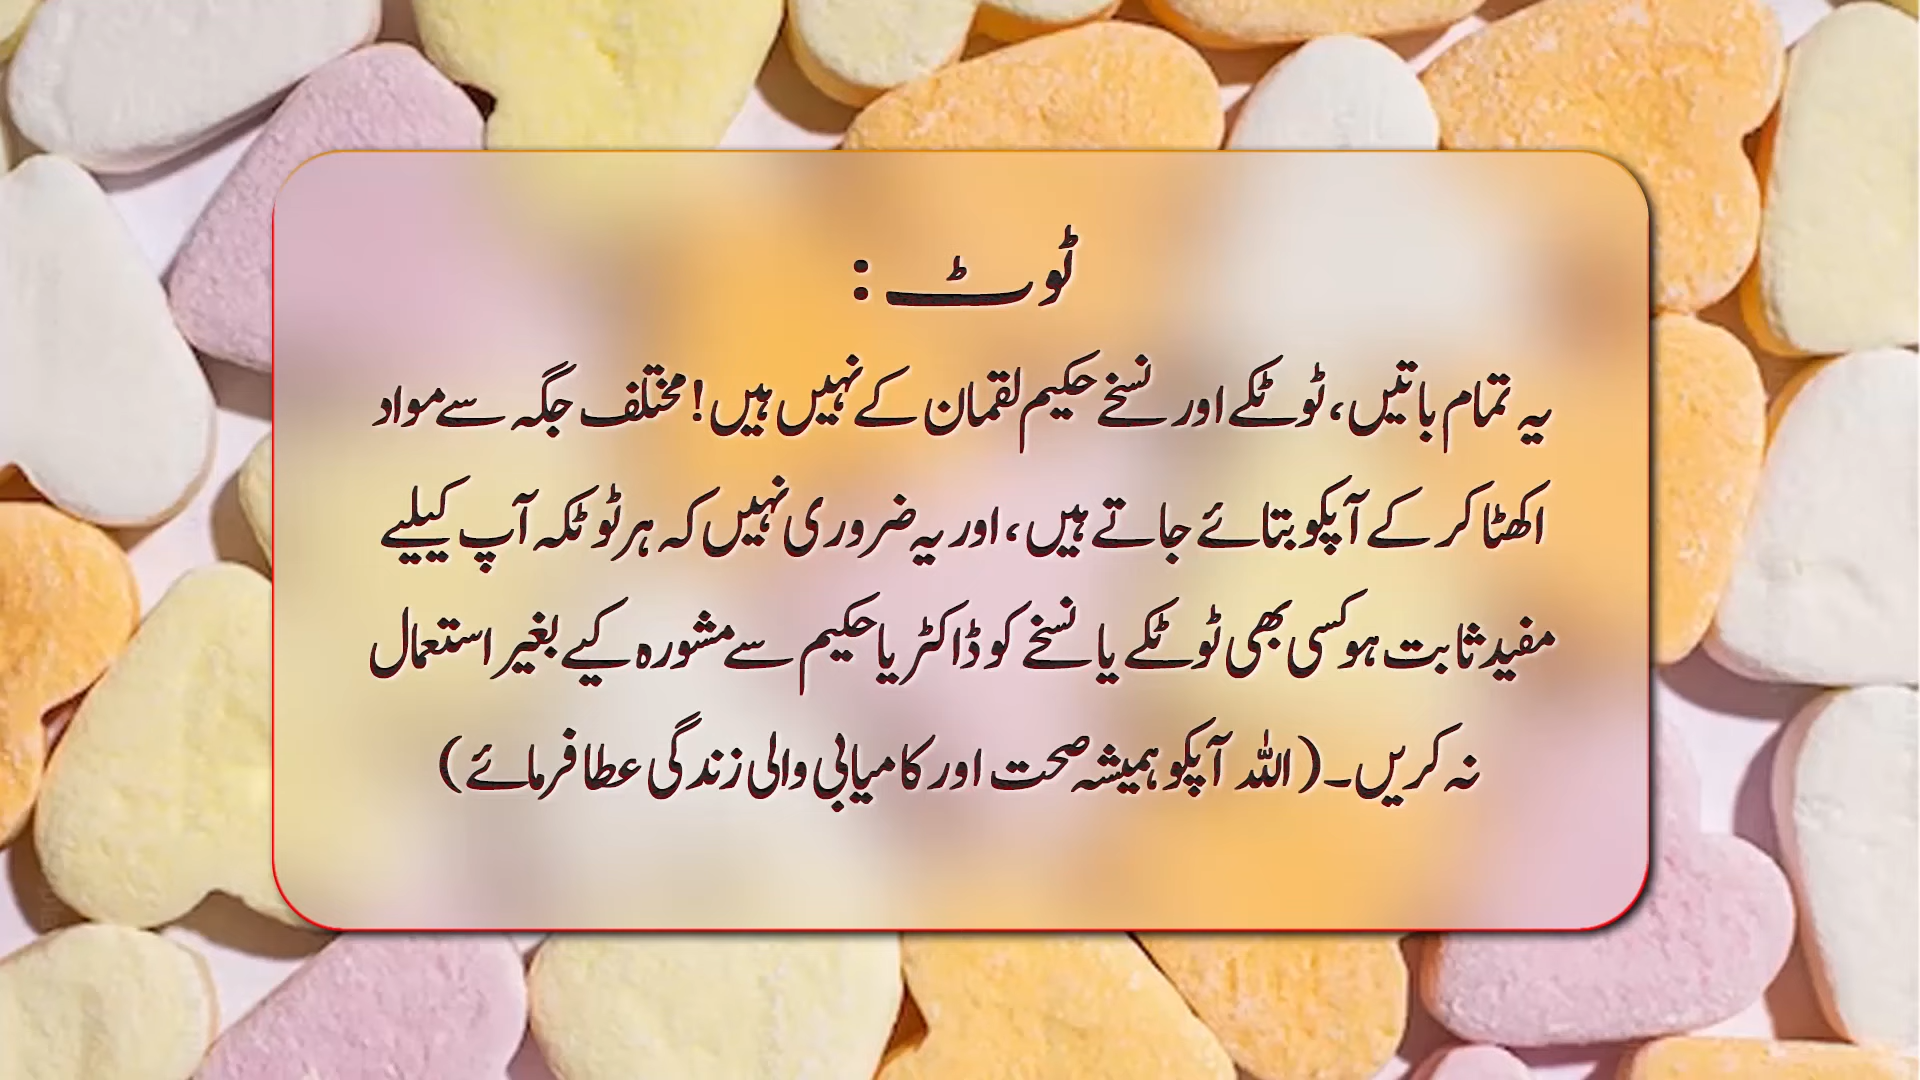 ٹوٹ :
یہ تمام باتیں، ٹوٹکے اور نسخے حکیم لقمان کے نہیں ہیں! مختلف جگہ سے مواد
اکھٹا کر کے آپکو بتائے جاتے ہیں، اور یہ ضروری نہیں کہ ہر ٹوٹکہ آپ کیلیے
مفید ثابت ہو کسی بھی ٹوٹکے یا نسخے کو ڈاکٹر یا حکیم سے مشورہ کیے بغیر استعمال
نہ کریں۔ (اللہ آپکو ہمیشہ صحت اور کامیابی والی زندگی عطا فرمائے)